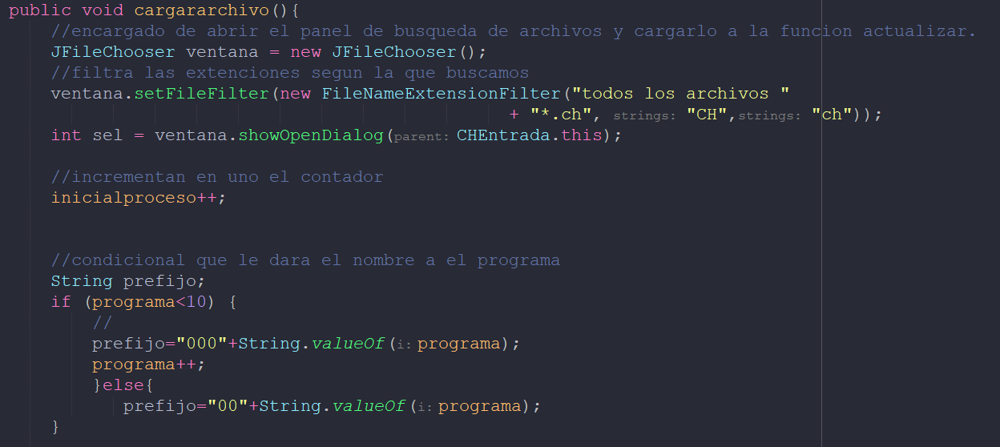 public void cargararchivo(){
//encargado de abrir el panel de busqueda de archivos y cargarlo a la funcion actualizar.
JFileChooser ventana = new JFileChooser();
//filtra las extenciones segun la que buscamos
ventana.setFileFilter(new FileNameExtensionFilter("todos los archivos "
+ "*.ch", strings: "CH",strings: "ch"));
int sel = ventana.showOpenDialog(parent: CHEntrada.this);
//incrementan en uno el contador
inicialproceso++;
//condicional que le dara el nombre a el programa
String prefijo;
if (programa<10) {
//
prefijo="000"+String.valueOf(i: programa);
programa++;
}else{
prefijo="00"+String.valueOf(i: programa);
}